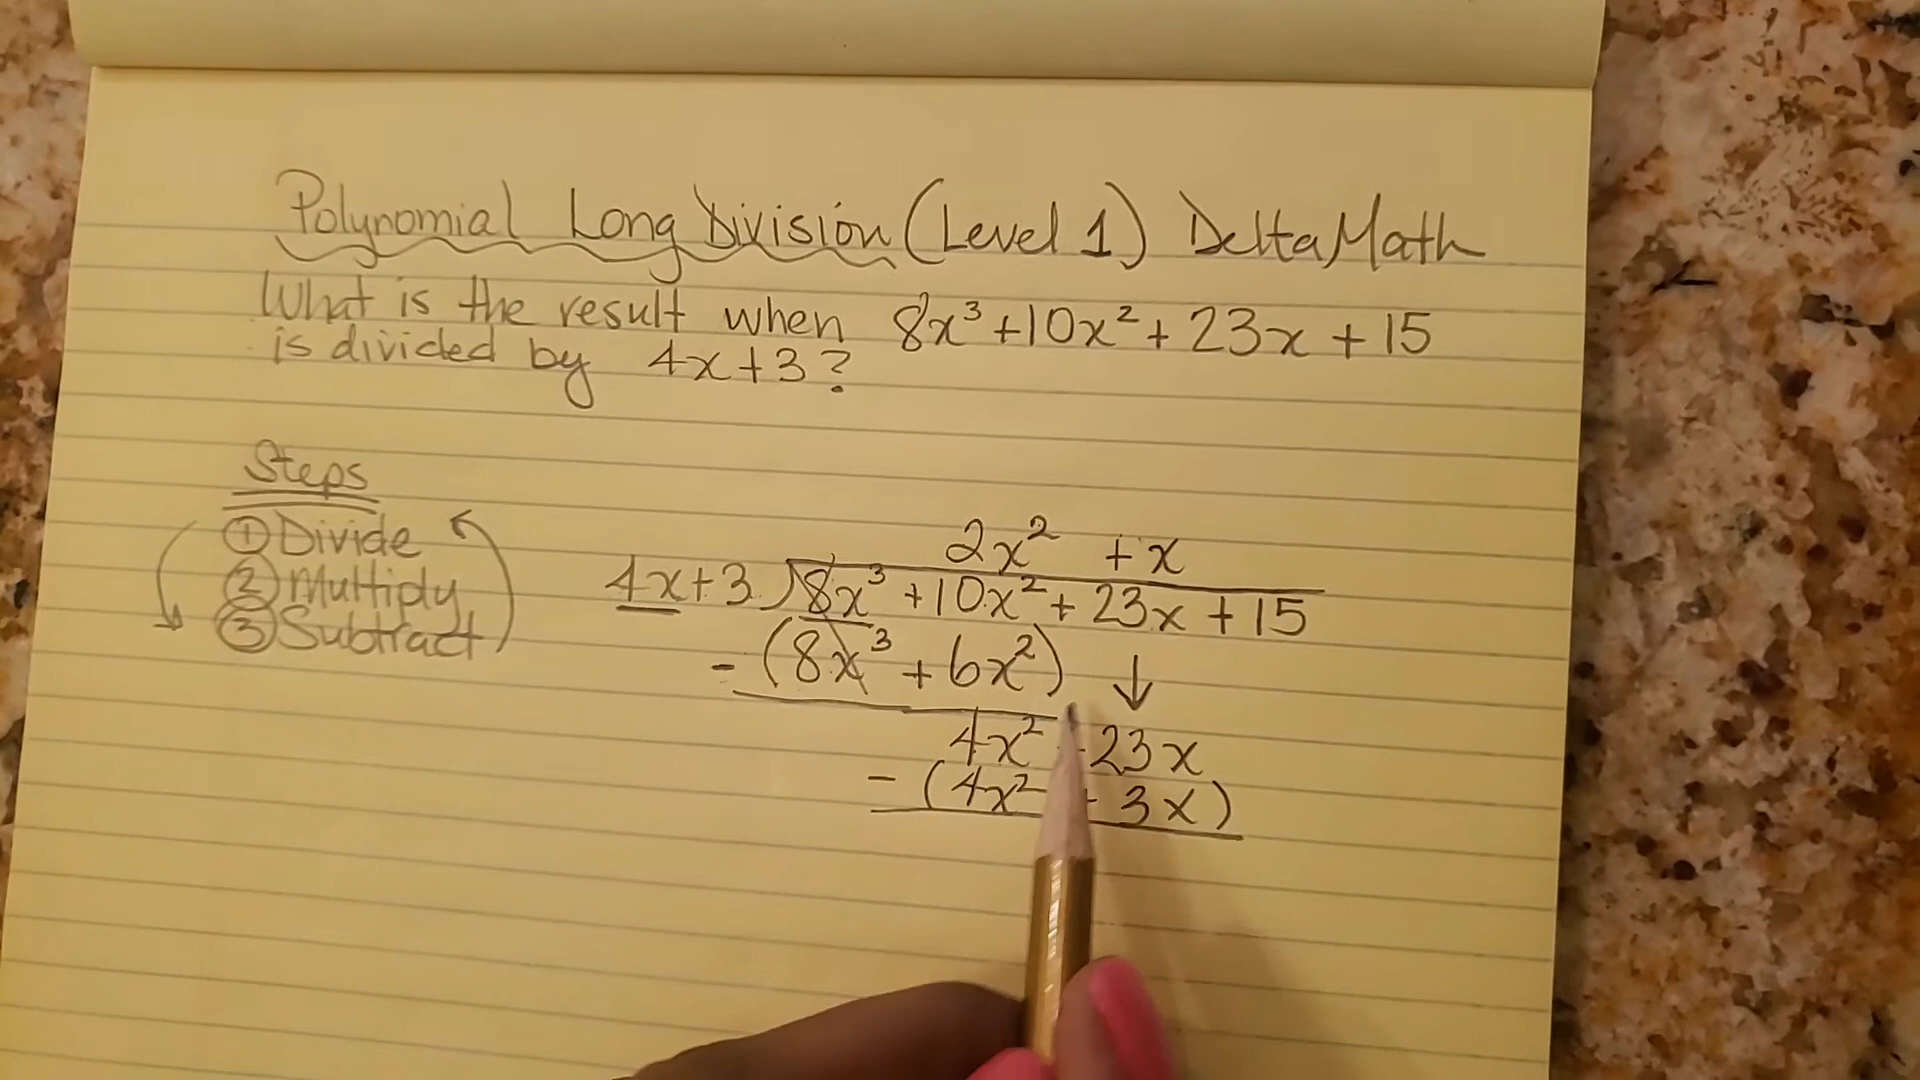 Polynomial Long Division (Level 1) DeltaMath
What is the result when 8x³ + 10x² + 23x + 15
is divided by 4x + 3?
Steps
① Divide
② Multiply
③ Subtract
2x² + x
4x + 3 ) 8x³ + 10x² + 23x + 15
- (8x³ + 6x²) ↓
4x² + 23x
- (4x² + 3x)